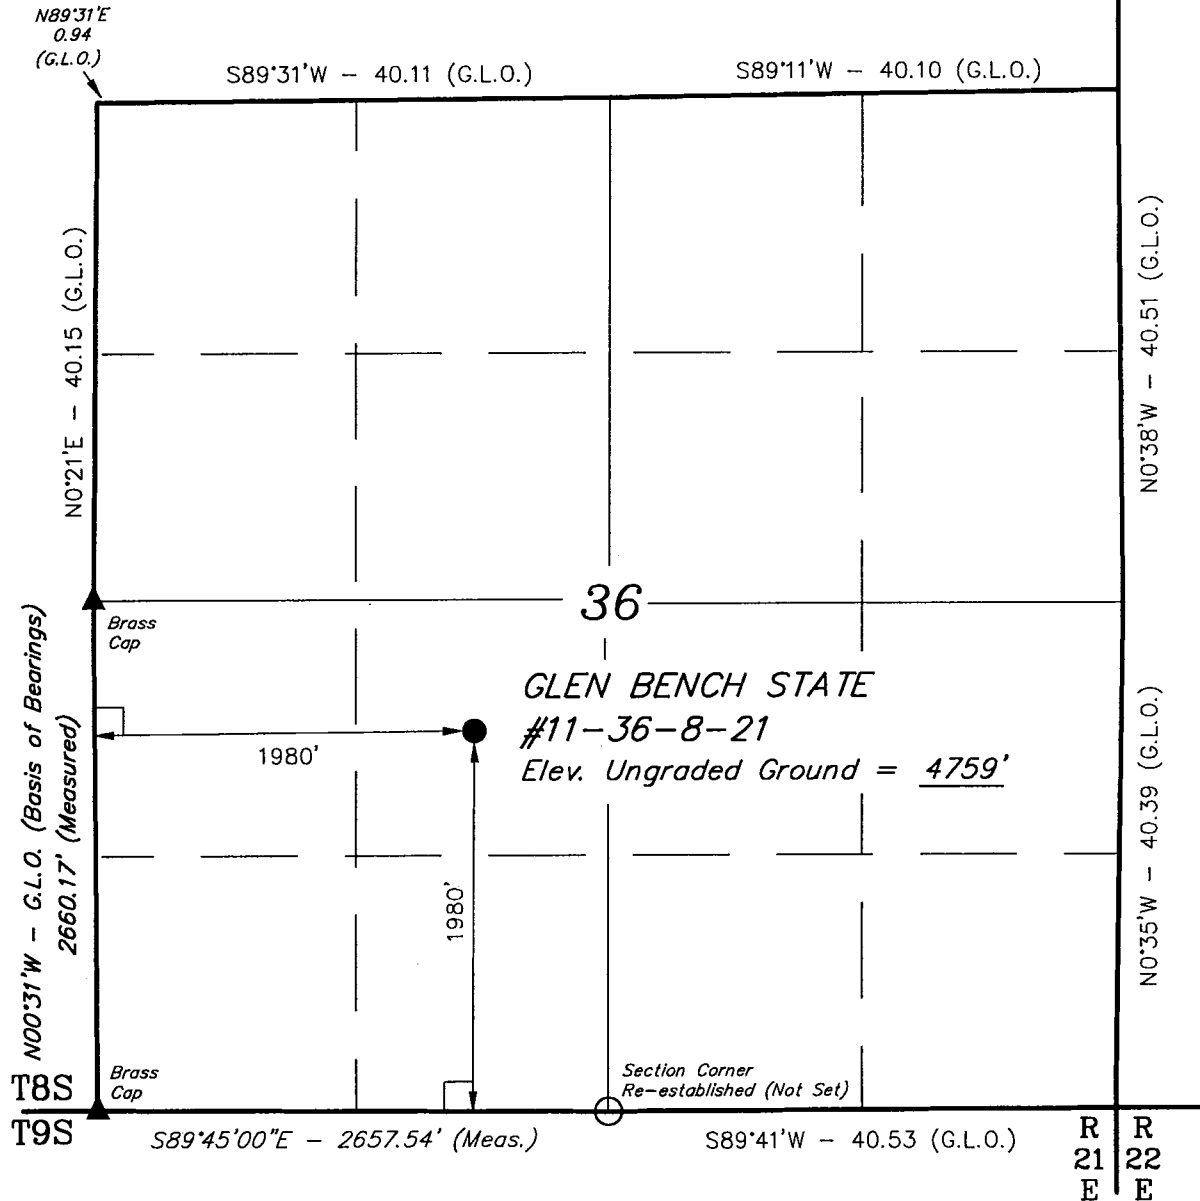 N89°31'E
0.94
(G.L.O.)
S89°31'W - 40.11 (G.L.O.)
S89°11'W - 40.10 (G.L.O.)
N0°21'E - 40.15 (G.L.O.)
N0°38'W - 40.51 (G.L.O.)
36
Brass
Cap
GLEN BENCH STATE
#11-36-8-21
Elev. Ungraded Ground = 4759'
1980'
1980'
N00°31'W - G.L.O. (Basis of Bearings)
2660.17' (Measured)
N0°35'W - 40.39 (G.L.O.)
Brass
Cap
Section Corner
Re-established (Not Set)
T8S
T9S
S89°45'00"E - 2657.54' (Meas.)
S89°41'W - 40.53 (G.L.O.)
R R
21 22
E E